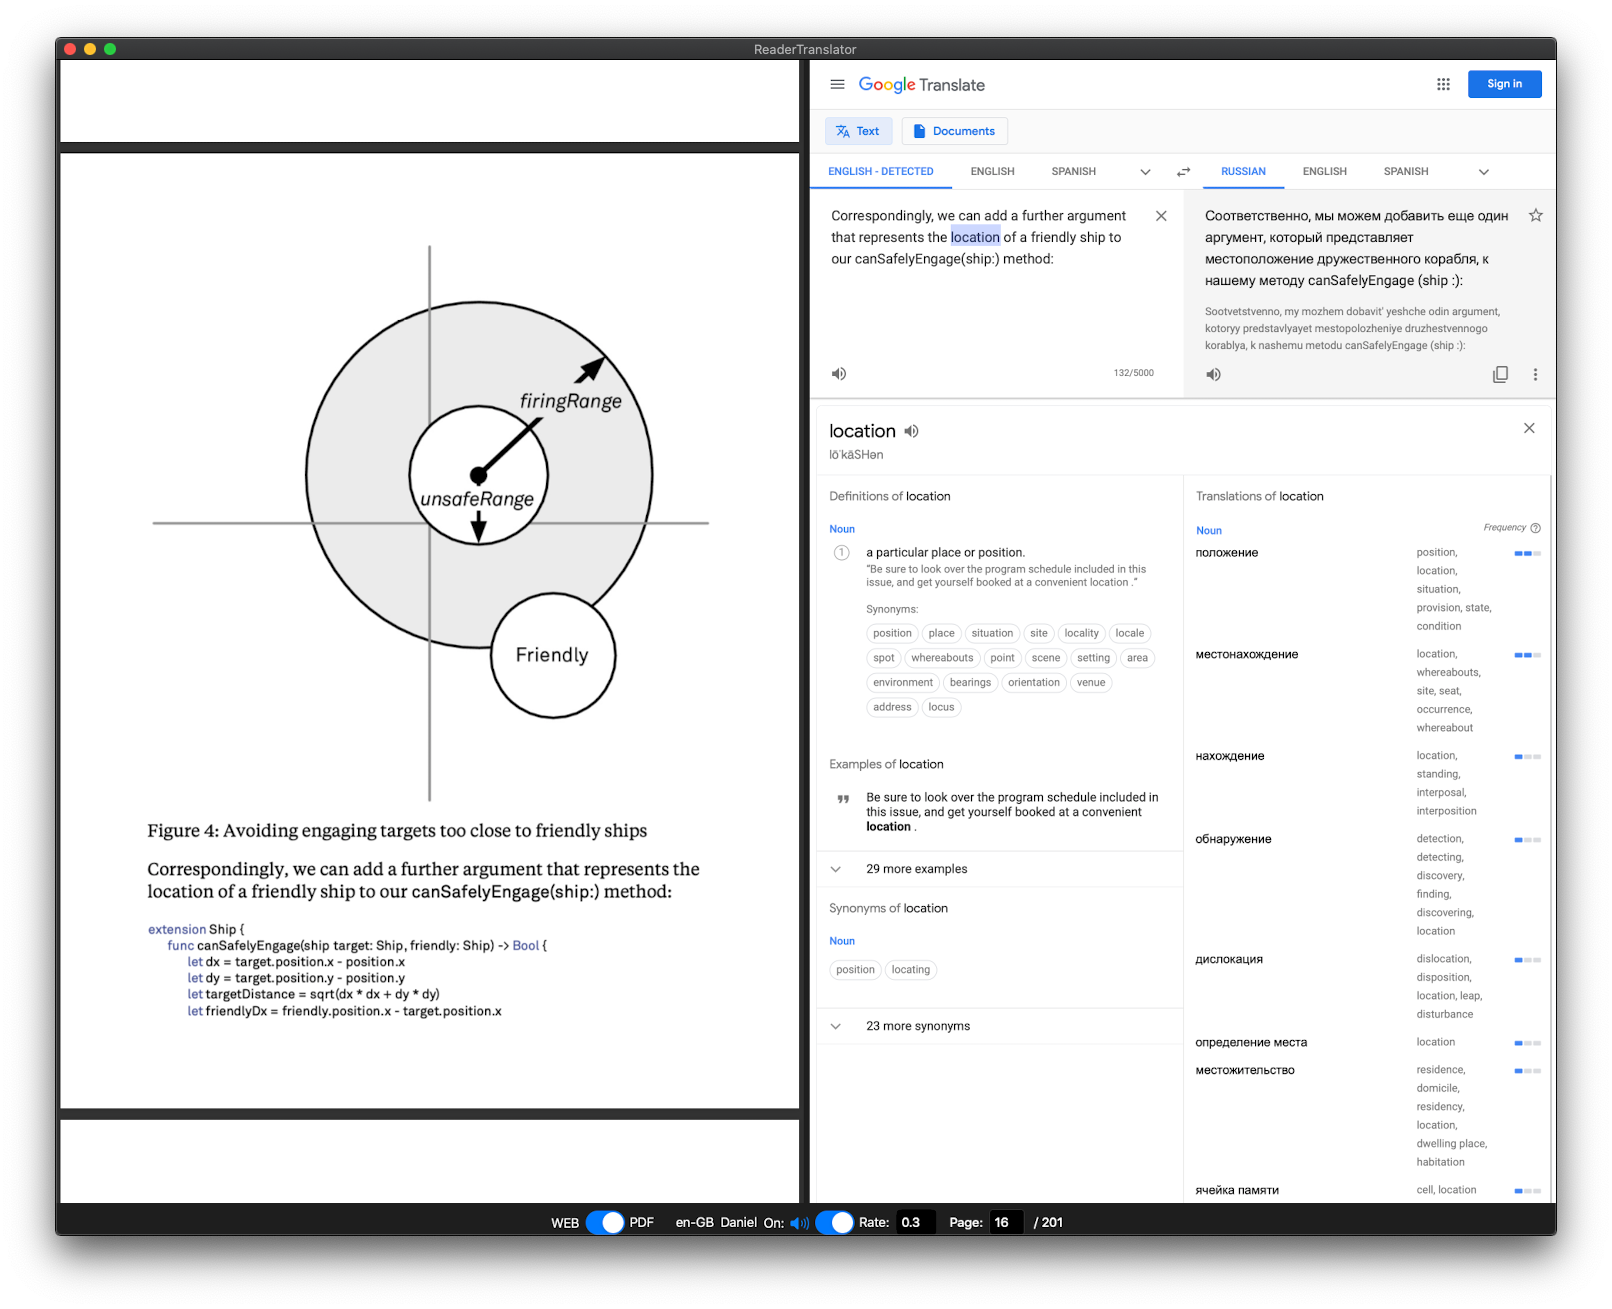 ReaderTranslator
firingRange
unsafeRange
Friendly
Figure 4: Avoiding engaging targets too close to friendly ships
Correspondingly, we can add a further argument that represents the
location of a friendly ship to our canSafelyEngage(ship:) method:
extension Ship {
func canSafelyEngage(ship target: Ship, friendly: Ship) -> Bool {
let dx = target.position.x - position.x
let dy = target.position.y - position.y
let targetDistance = sqrt(dx * dx + dy * dy)
let friendlyDx = friendly.position.x - target.position.x
Google Translate
Sign in
Text
Documents
ENGLISH - DETECTED ENGLISH SPANISH
RUSSIAN ENGLISH SPANISH
Correspondingly, we can add a further argument
that represents the location of a friendly ship to
our canSafelyEngage(ship:) method:
132/5000
Соответственно, мы можем добавить еще один
аргумент, который представляет
местоположение дружественного корабля, к
нашему методу canSafelyEngage (ship :):
Sootvetstvenno, my mozhem dobavit' yeshche odin argument,
kotoryy predstavlyayet mestopolozheniye druzhestvennogo
korablya, k nashemu metodu canSafelyEngage (ship :):
location
lōˈkāSHən
Definitions of location
Noun
1 a particular place or position.
"Be sure to look over the program schedule included in this
issue, and get yourself booked at a convenient location ."
Synonyms:
position place situation site locality locale
spot whereabouts point scene setting area
environment bearings orientation venue
address locus
Examples of location
Be sure to look over the program schedule included in
this issue, and get yourself booked at a convenient
location .
29 more examples
Synonyms of location
Noun
position locating
23 more synonyms
Translations of location
Noun
Frequency
положение
position,
location,
situation,
provision, state,
condition
местонахождение
location,
whereabouts,
site, seat,
occurrence,
whereabout
нахождение
location,
standing,
interposal,
interposition
обнаружение
detection,
detecting,
discovery,
finding,
discovering,
location
дислокация
dislocation,
disposition,
location, leap,
disturbance
определение места
location
местожительство
residence,
domicile,
residency,
location,
dwelling place,
habitation
ячейка памяти
cell, location
WEB PDF en-GB Daniel On: Rate: 0.3 Page: 16 / 201